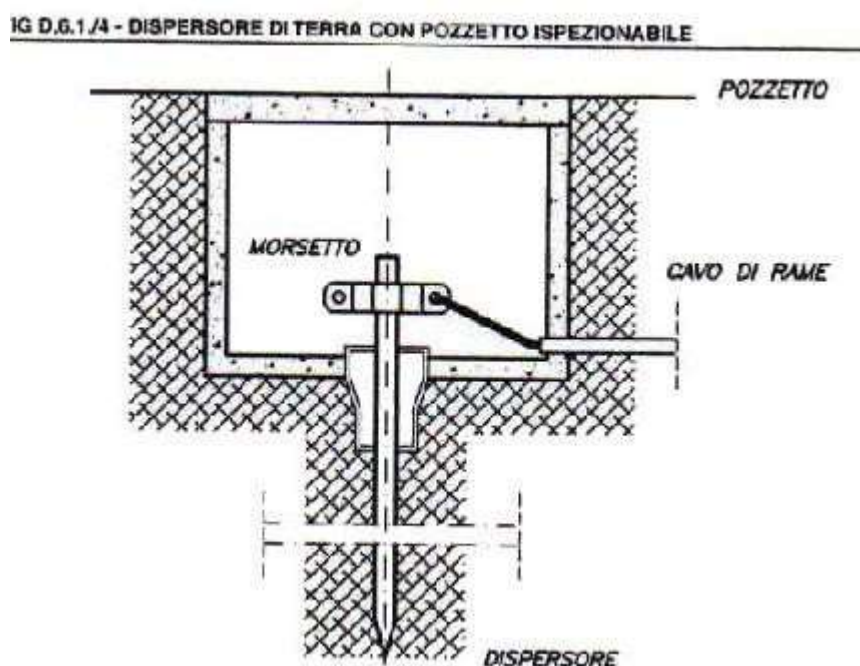 IG D.6.1./4 - DISPERSORE DI TERRA CON POZZETTO ISPEZIONABILE
POZZETTO
MORSETTO
CAVO DI RAME
DISPERSORE